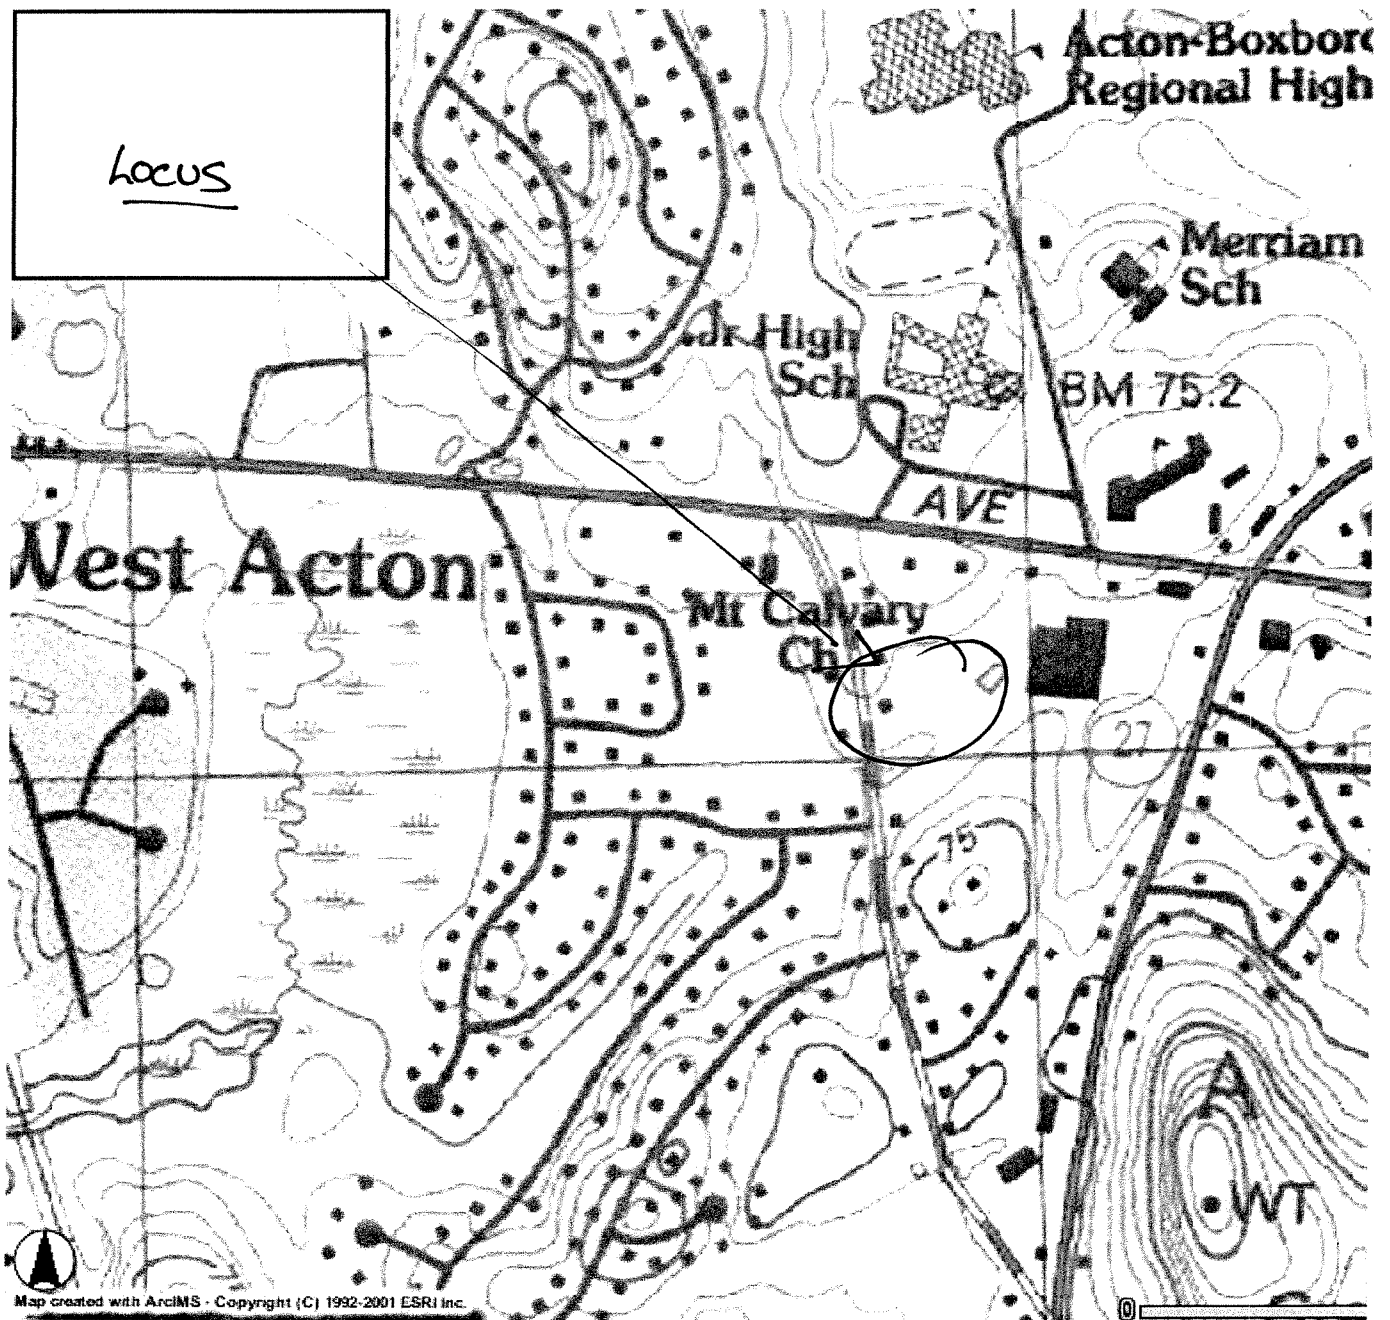 Locus
Acton-Boxboro
Regional High
Merriam
Sch
Jr High
Sch
BM 75.2
AVE
West Acton
Mt Calvary
Ch
27
75
A
WT
Map created with ArcIMS - Copyright (C) 1992-2001 ESRI Inc.
0